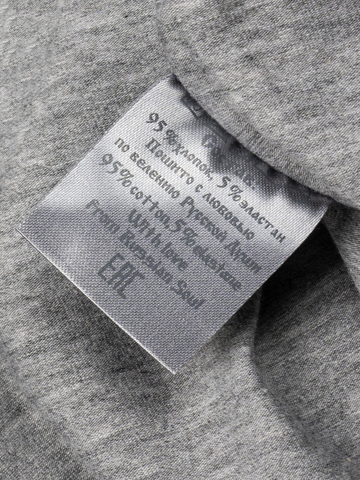 Состав:
95% хлопок, 5% эластан
Пошито с любовью
по велению Русской Души
95% cotton, 5% elastane
With love
from Russian Soul
EAC